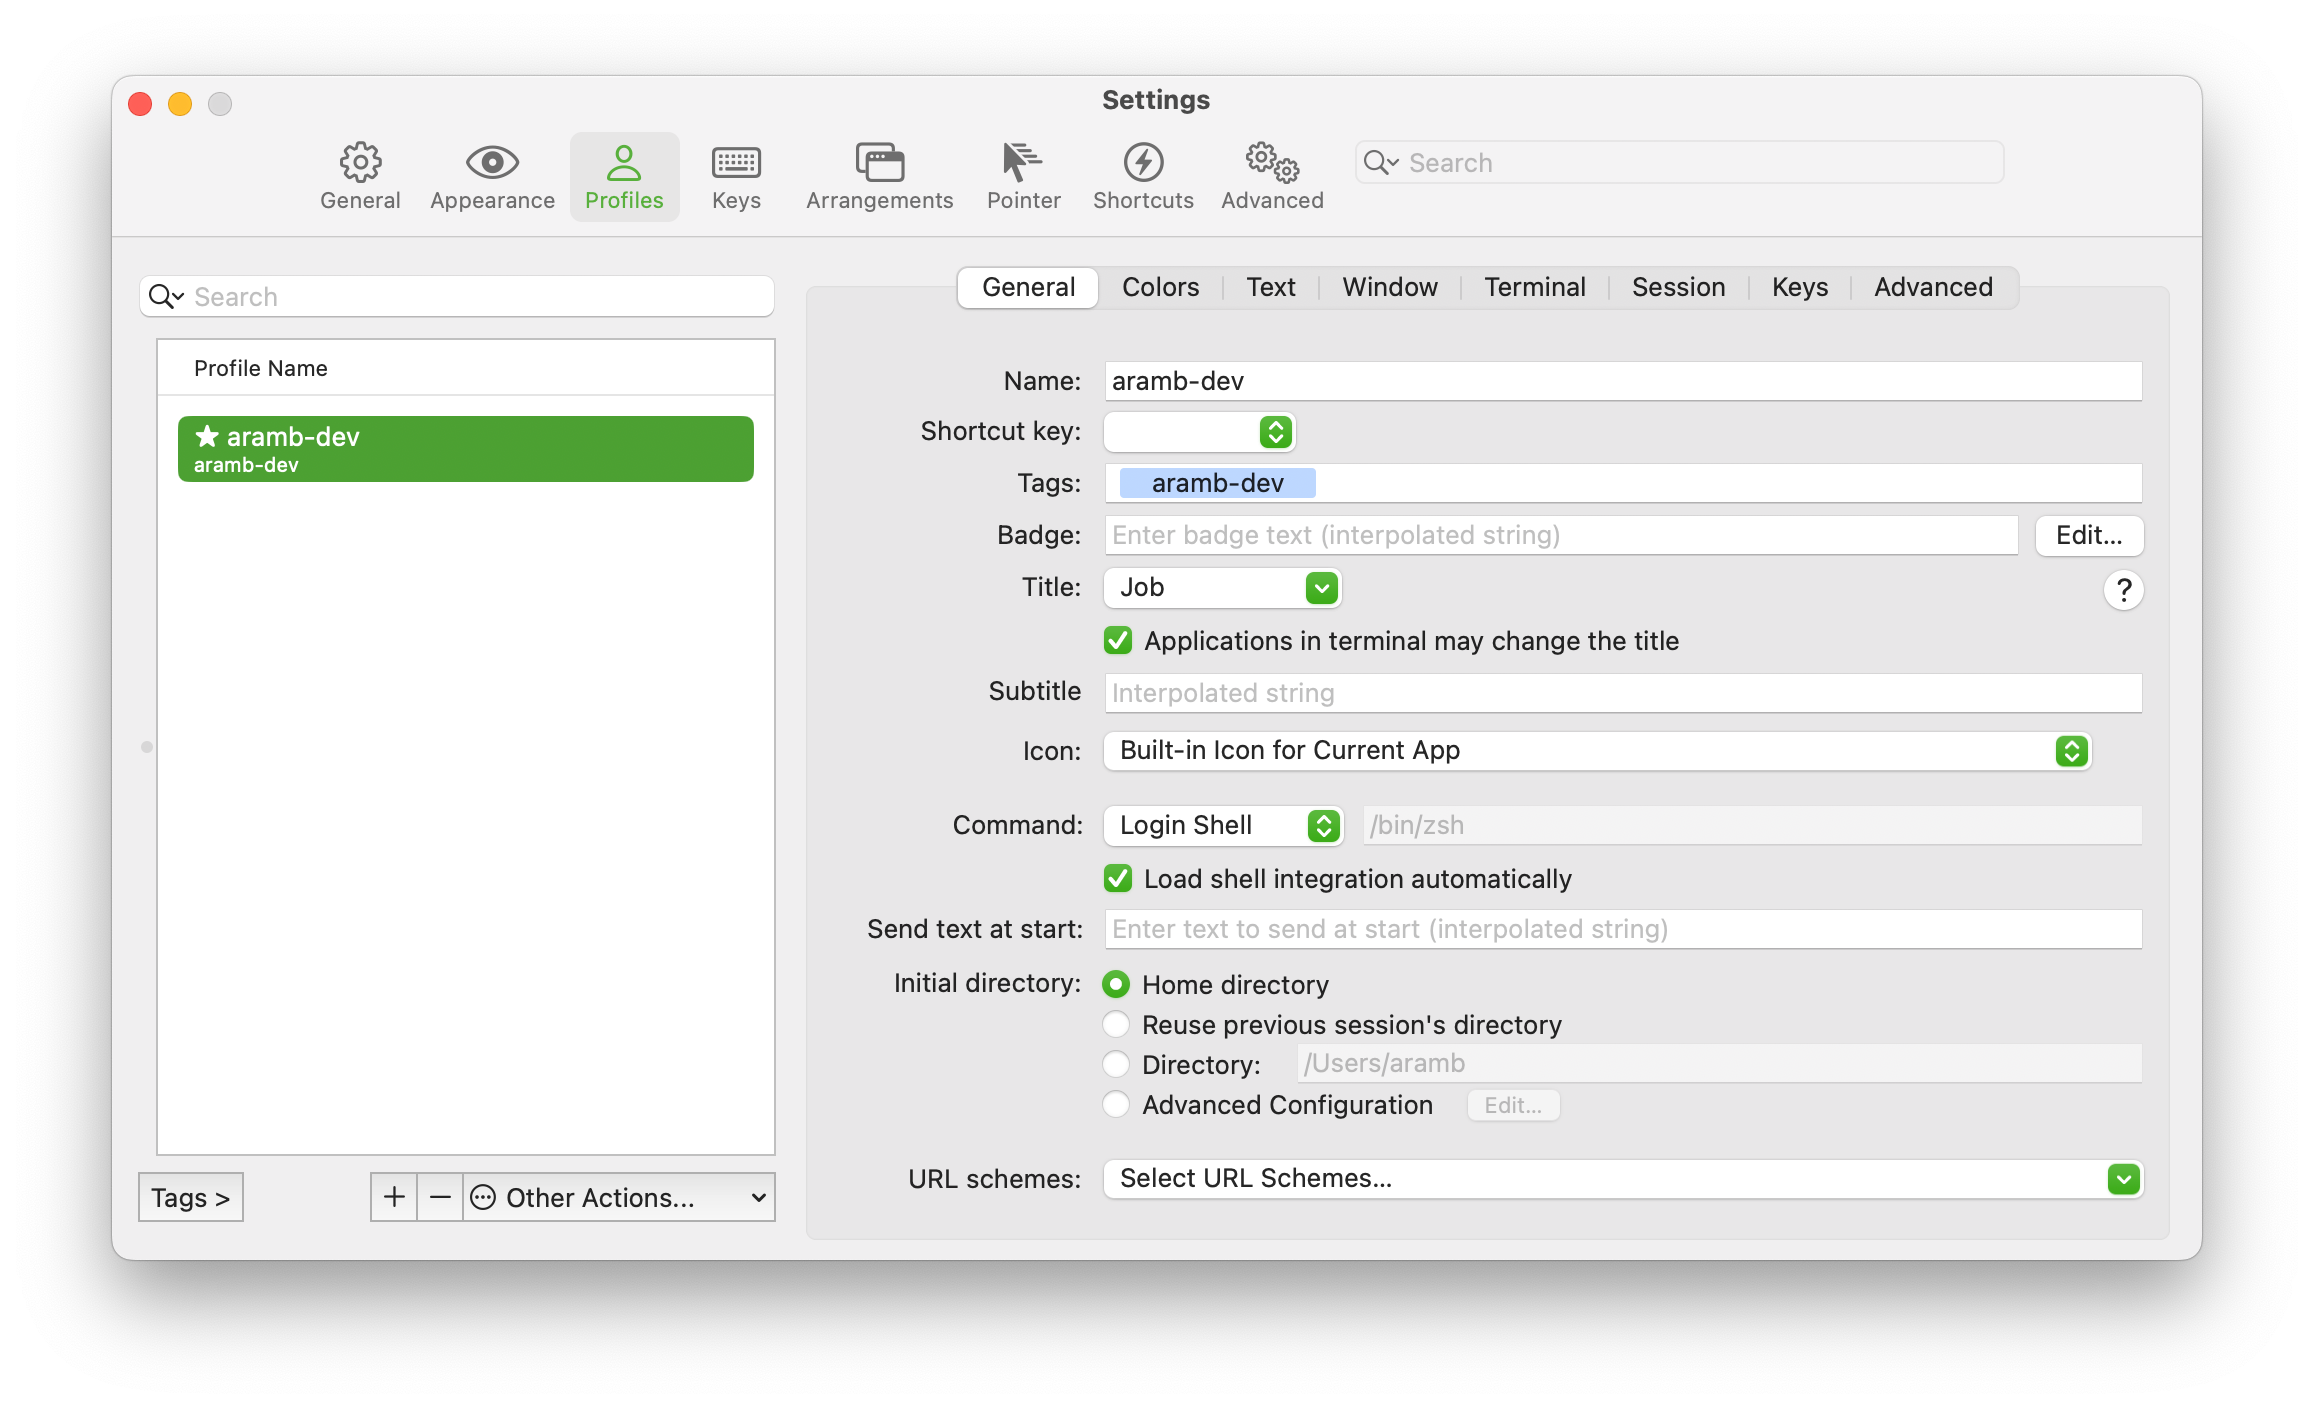 Settings
General Appearance Profiles Keys Arrangements Pointer Shortcuts Advanced Search
Search
Profile Name
aramb-dev
aramb-dev
Tags >
+ − Other Actions...
General Colors Text Window Terminal Session Keys Advanced
Name: aramb-dev
Shortcut key:
Tags: aramb-dev
Badge: Enter badge text (interpolated string) Edit...
Title: Job ?
Applications in terminal may change the title
Subtitle Interpolated string
Icon: Built-in Icon for Current App
Command: Login Shell /bin/zsh
Load shell integration automatically
Send text at start: Enter text to send at start (interpolated string)
Initial directory: Home directory
Reuse previous session's directory
Directory: /Users/aramb
Advanced Configuration Edit...
URL schemes: Select URL Schemes...